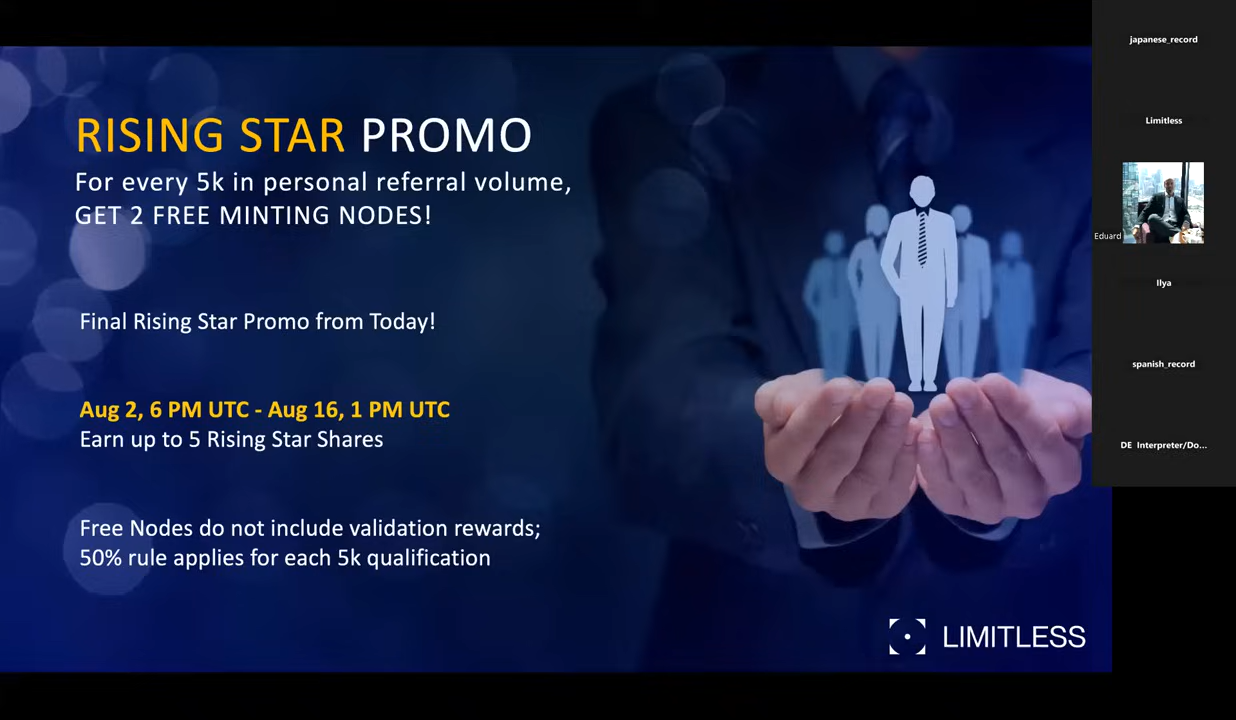 RISING STAR PROMO
For every 5k in personal referral volume,
GET 2 FREE MINTING NODES!
Final Rising Star Promo from Today!
Aug 2, 6 PM UTC - Aug 16, 1 PM UTC
Earn up to 5 Rising Star Shares
Free Nodes do not include validation rewards;
50% rule applies for each 5k qualification
LIMITLESS
japanese_record
Limitless
Eduard
Ilya
spanish_record
DE Interpreter/Do...